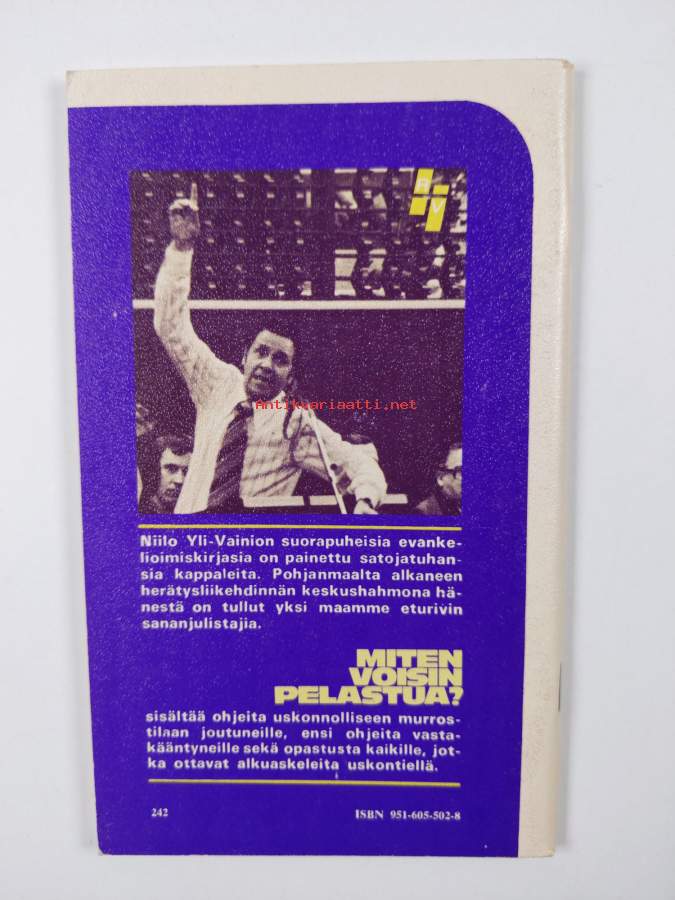 R
V
Antikvariaatti.net
Niilo Yli-Vainion suorapuheisia evanke-
lioimiskirjasia on painettu satojatuhan-
sia kappaleita. Pohjanmaalta alkaneen
herätysliikehdinnän keskushahmona hä-
nestä on tullut yksi maamme eturivin
sananjulistajia.
MITEN
VOISIN
PELASTUA?
sisältää ohjeita uskonnolliseen murros-
tilaan joutuneille, ensi ohjeita vasta-
kääntyneille sekä opastusta kaikille, jot-
ka ottavat alkuaskeleita uskontiellä.
242 ISBN 951-605-502-8